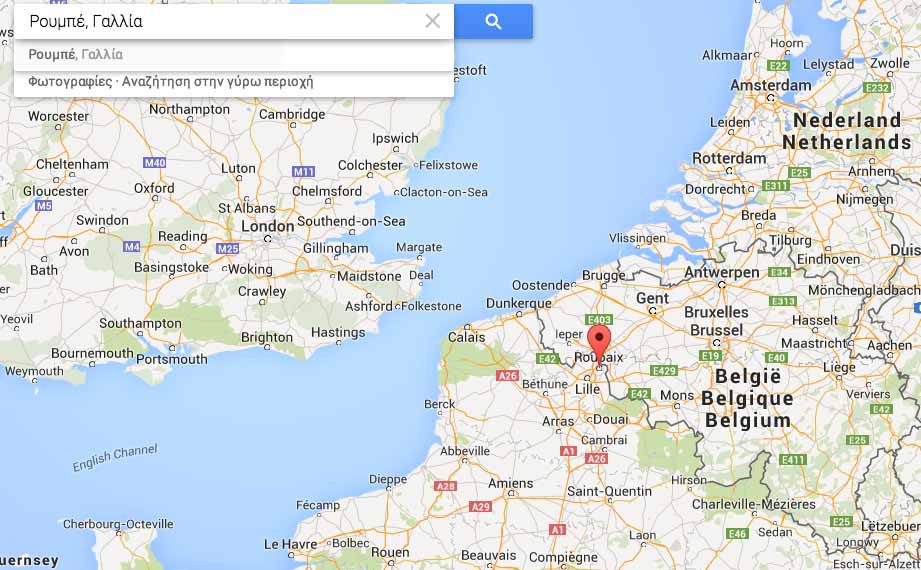 Ρουμπέ, Γαλλία
Ρουμπέ, Γαλλία
Φωτογραφίες · Αναζήτηση στην γύρω περιοχή
estoft
Alkmaar
Hoorn
Lelystad
Zwolle
E22
E232
Amsterdam
Worcester
Northampton
Cambridge
Leiden
Nederland
Netherlands
Ipswich
Cheltenham
M40
Luton
M11
Colchester
Felixstowe
Rotterdam
E25
Arnhem
Gloucester
Oxford
Chelmsford
Clacton-on-Sea
Dordrecht
E311
Nijmegen
M5
St Albans
Swindon
Southend-on-Sea
London
Breda
Reading
M4
M25
Gillingham
Margate
Vlissingen
Tilburg
ff
Avon
Bath
Basingstoke
Woking
Maidstone
Deal
Brugge
Antwerpen
E34
Eindhoven
Duis
Crawley
Oostende
Mönchengladbach
Ashford
Folkestone
Dunkerque
Gent
E313
Yeovil
Southampton
Brighton
Hastings
Calais
E403
Bruxelles
Brussel
Hasselt
Bournemouth
Portsmouth
Ieper
Roubaix
E19
E40
Maastricht
Aachen
Weymouth
E42
A26
Béthune
Lille
E429
België
Belgique
Belgium
Liège
E42
Mons
Verviers
E42
Berck
Arras
Douai
Cambrai
E25
English Channel
Abbeville
A1
A26
E411
Dieppe
A28
Amiens
Saint-Quentin
Hirson
Fécamp
A29
Charleville-Mézières
Cherbourg-Octeville
A1
Laon
E46
Sedan
E25
Lëtzebuer
Le Havre
Bolbec
Rouen
Beauvais
Compiègne
Longwy
uernsey
Esch-sur-Alzett